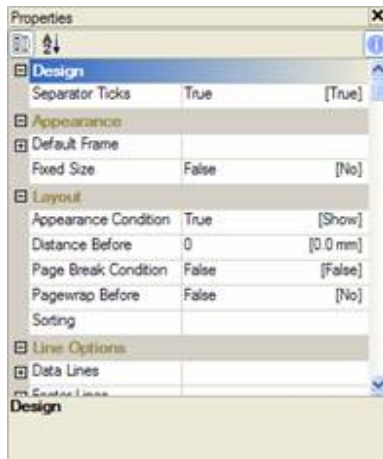 Properties
Design
Separator Ticks True [True]
Appearance
Default Frame
Fixed Size False [No]
Layout
Appearance Condition True [Show]
Distance Before 0 [0.0 mm]
Page Break Condition False [False]
Pagewrap Before False [No]
Sorting
Line Options
Data Lines
Footer Lines
Design